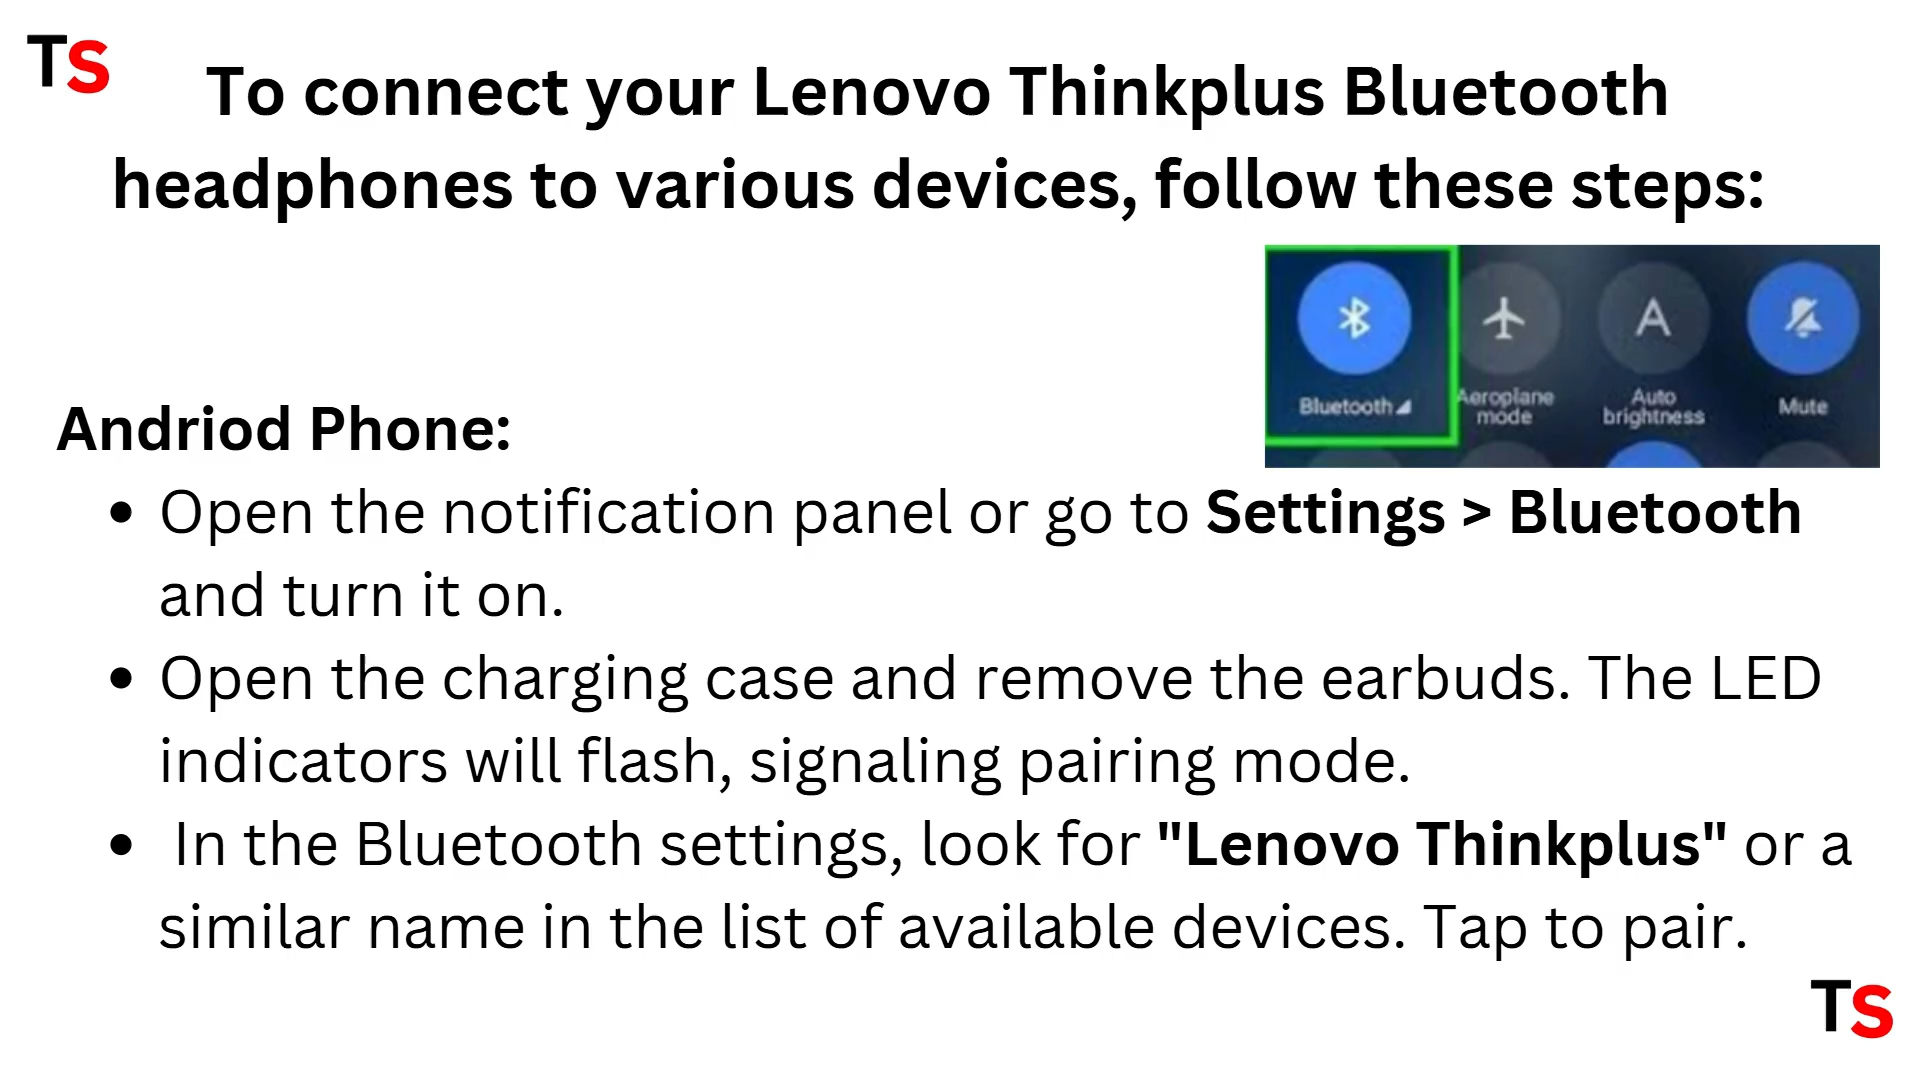 TS
To connect your Lenovo Thinkplus Bluetooth
headphones to various devices, follow these steps:
Bluetooth
Aeroplane
mode
A
Auto
brightness
Mute
Andriod Phone:
• Open the notification panel or go to Settings > Bluetooth
and turn it on.
• Open the charging case and remove the earbuds. The LED
indicators will flash, signaling pairing mode.
• In the Bluetooth settings, look for "Lenovo Thinkplus" or a
similar name in the list of available devices. Tap to pair.
TS